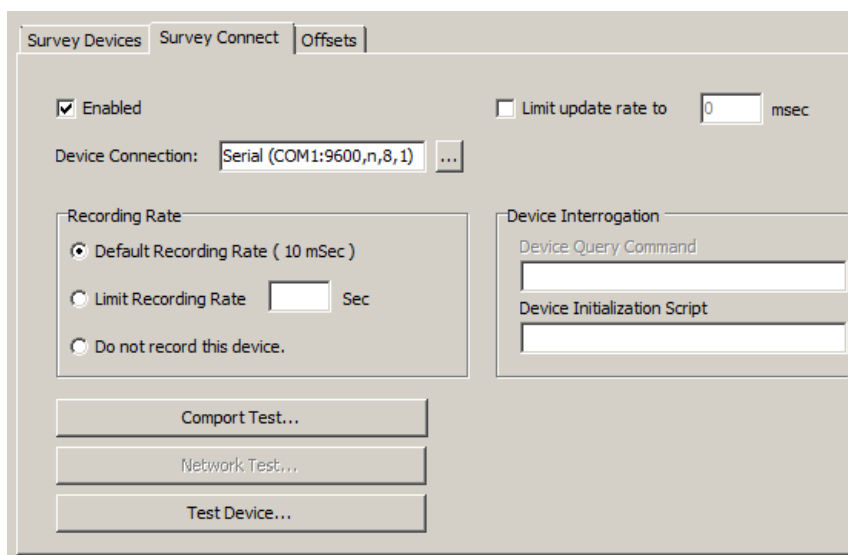 Survey Devices Survey Connect Offsets
Enabled
Limit update rate to 0 msec
Device Connection: Serial (COM1:9600,n,8,1) ...
Recording Rate
Default Recording Rate ( 10 mSec )
Limit Recording Rate Sec
Do not record this device.
Device Interrogation
Device Query Command
Device Initialization Script
Comport Test...
Network Test...
Test Device...